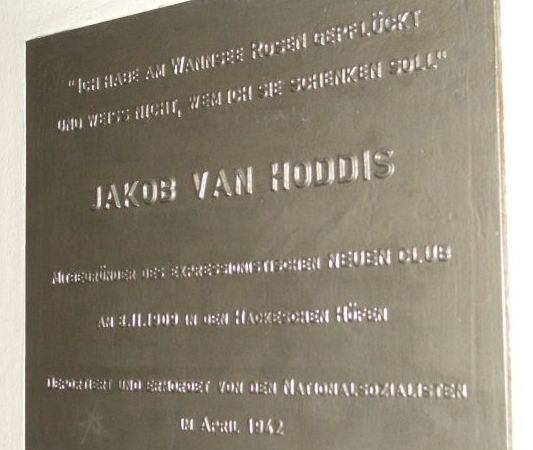 "ICH HABE AM WANNSEE ROSEN GEPFLÜCKT
UND WEISS NICHT, WEM ICH SIE SCHENKEN SOLL"
JAKOB VAN HODDIS
MITBEGRÜNDER DES EXPRESSIONISTISCHEN NEUEN CLUB
AM 8.11.1909 IN DEN HACKESCHEN HÖFEN
DEPORTIERT UND ERMORDET VON DEN NATIONALSOZIALISTEN
IM APRIL 1942